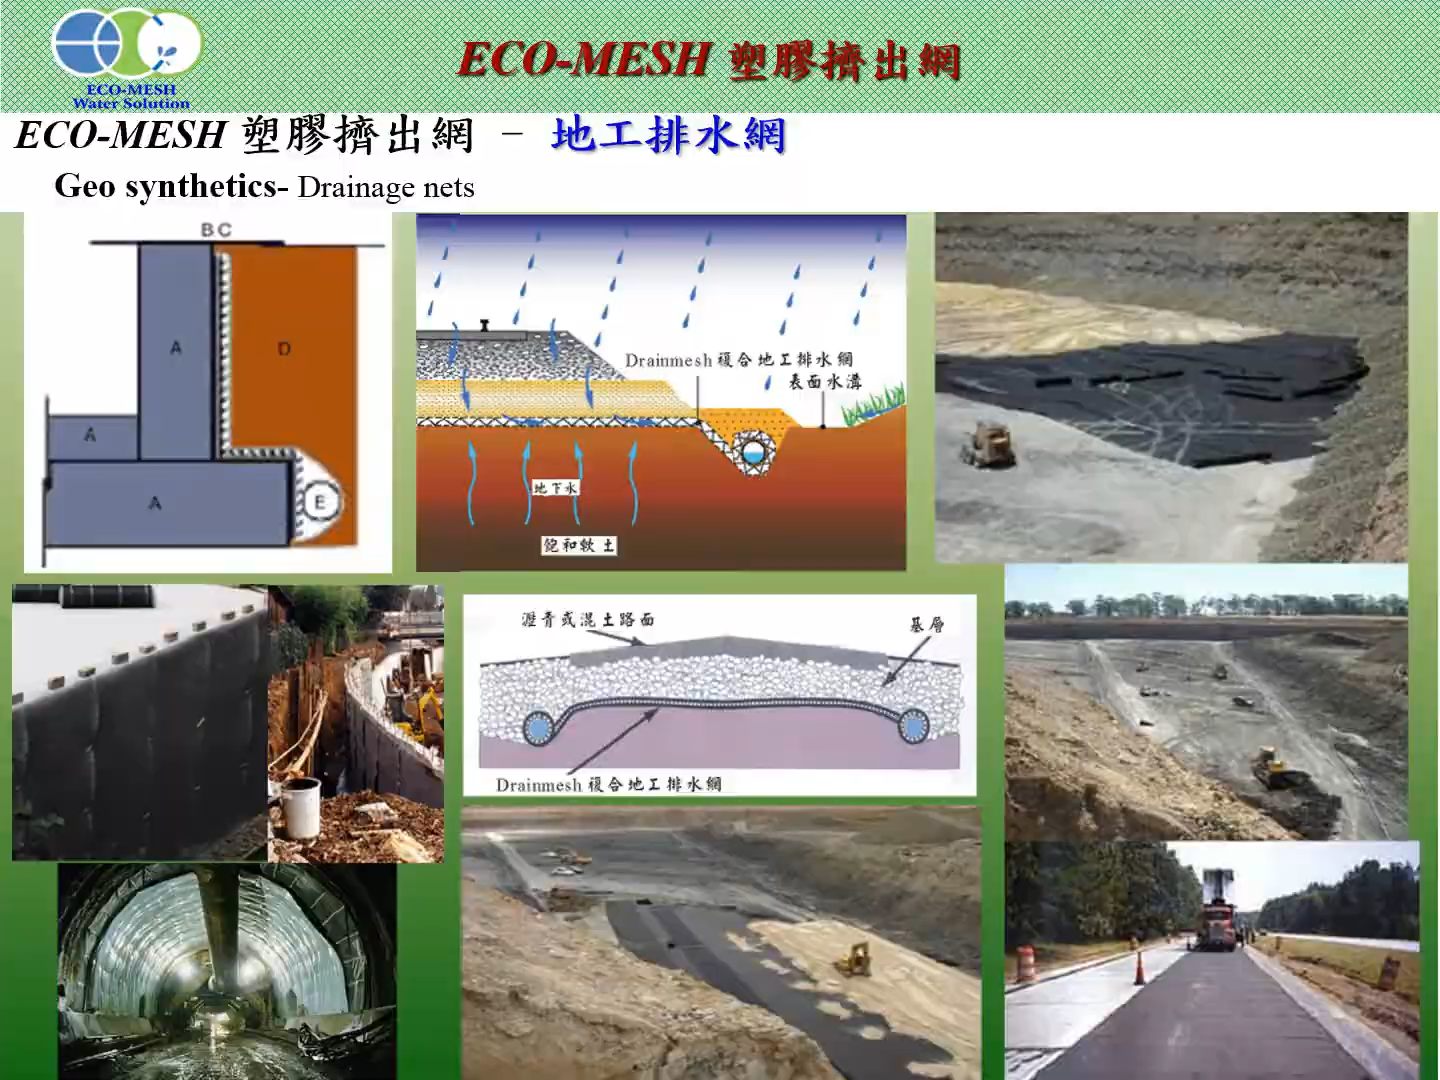 ECO-MESH
Water Solution
ECO-MESH 塑膠擠出網
ECO-MESH 塑膠擠出網 – 地工排水網
Geo synthetics- Drainage nets
B C
A
D
A
A
E
Drainmesh 複合地工排水網
表面水溝
地下水
飽和軟土
瀝青或混土路面
基層
Drainmesh 複合地工排水網